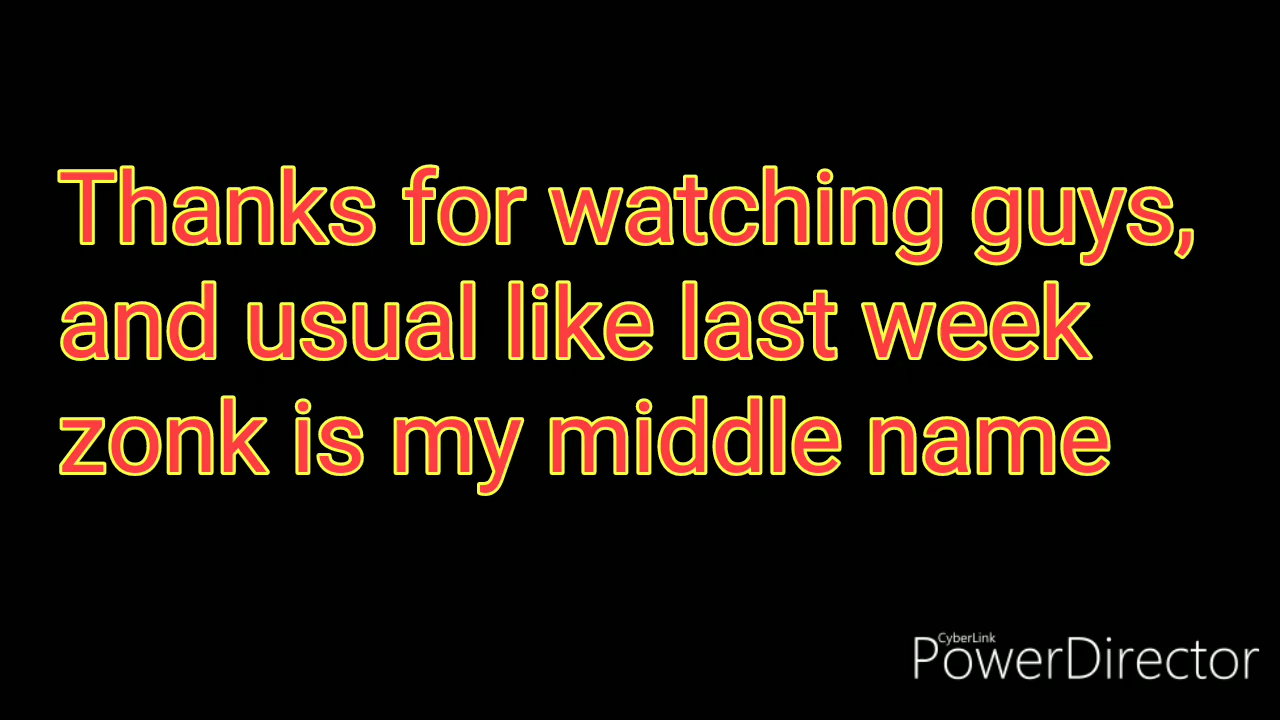 Thanks for watching guys,
and usual like last week
zonk is my middle name
CyberLink
PowerDirector